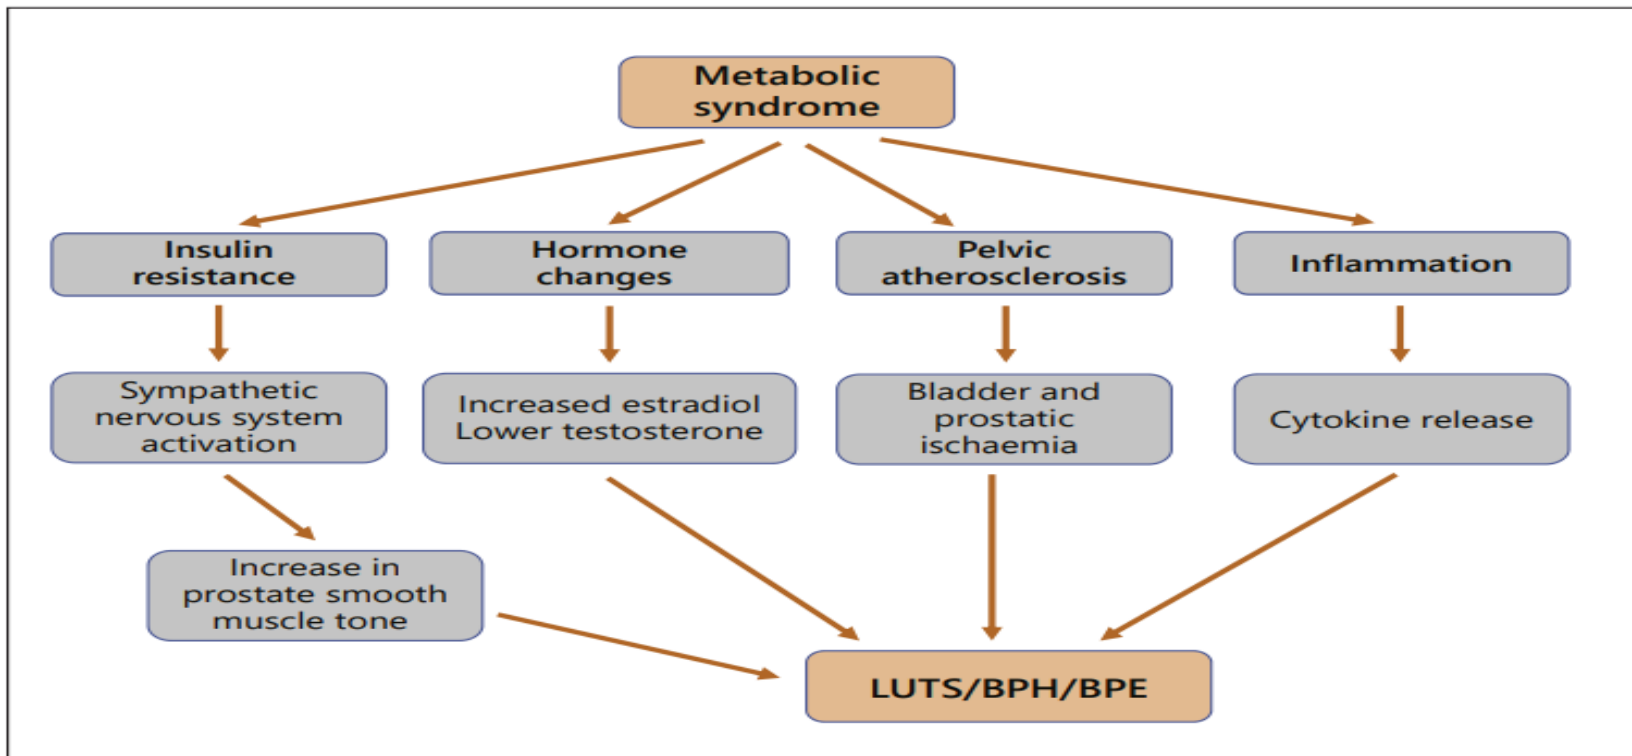 Metabolic
syndrome
Insulin
resistance
Hormone
changes
Pelvic
atherosclerosis
Inflammation
Sympathetic
nervous system
activation
Increased estradiol
Lower testosterone
Bladder and
prostatic
ischaemia
Cytokine release
Increase in
prostate smooth
muscle tone
LUTS/BPH/BPE